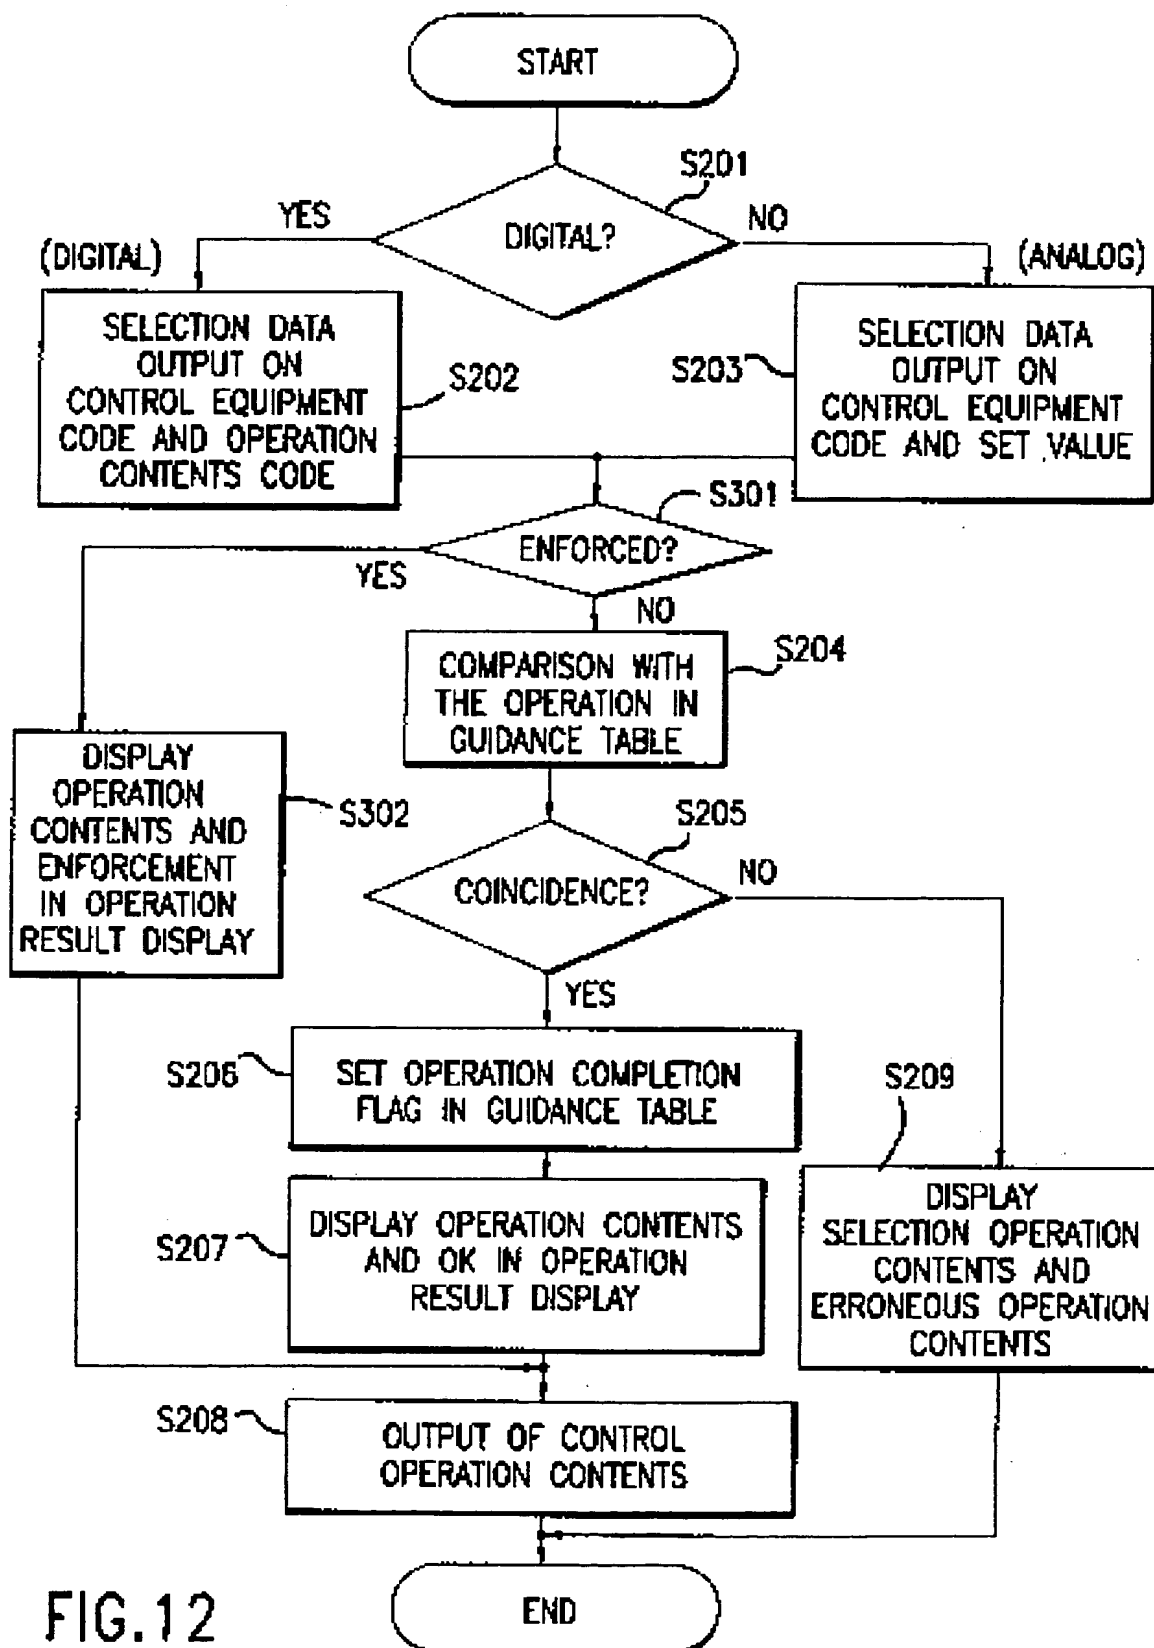 START
S201
YES
DIGITAL?
NO
(DIGITAL)
(ANALOG)
SELECTION DATA
OUTPUT ON
CONTROL EQUIPMENT
CODE AND OPERATION
CONTENTS CODE
S202
S203
SELECTION DATA
OUTPUT ON
CONTROL EQUIPMENT
CODE AND SET VALUE
S301
ENFORCED?
YES
NO
S204
COMPARISON WITH
THE OPERATION IN
GUIDANCE TABLE
DISPLAY
OPERATION
CONTENTS AND
ENFORCEMENT
IN OPERATION
RESULT DISPLAY
S302
S205
COINCIDENCE?
NO
YES
S206
SET OPERATION COMPLETION
FLAG IN GUIDANCE TABLE
S209
S207
DISPLAY OPERATION CONTENTS
AND OK IN OPERATION
RESULT DISPLAY
DISPLAY
SELECTION OPERATION
CONTENTS AND
ERRONEOUS OPERATION
CONTENTS
S208
OUTPUT OF CONTROL
OPERATION CONTENTS
END
FIG.12